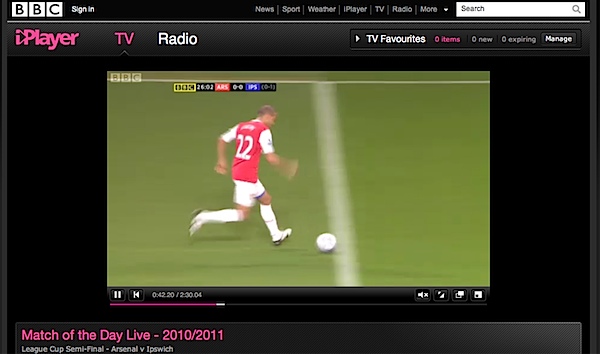 BBC Sign in News Sport Weather iPlayer TV Radio More Search
iPlayer TV Radio TV Favourites 0 items 0 new 0 expiring Manage
BBC
BBC 26:02 ARS 0-0 IPS (0-1)
22
0:42.20 / 2:30.04
Match of the Day Live - 2010/2011
League Cup Semi-Final - Arsenal v Ipswich